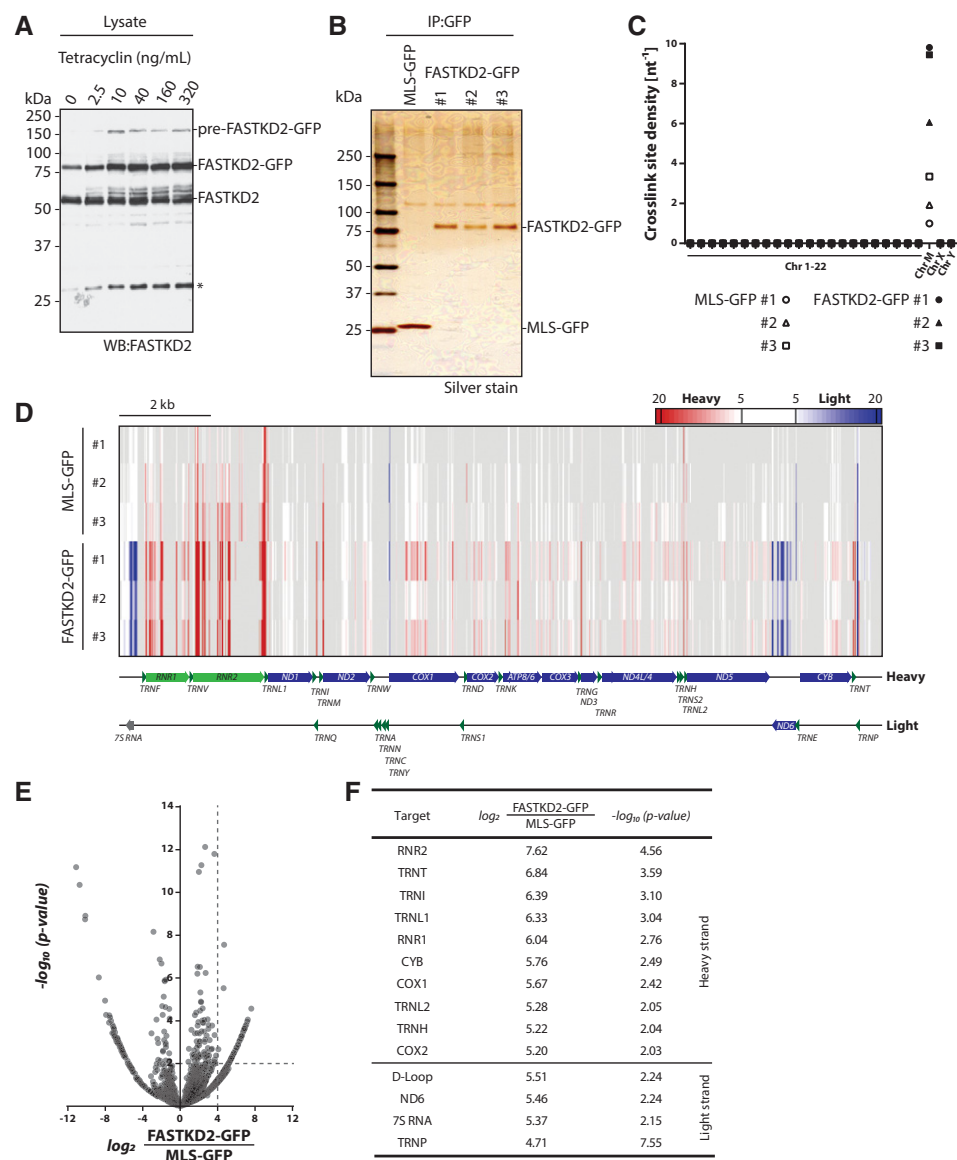 A
Lysate
Tetracyclin (ng/mL)
kDa
0 2.5 10 40 160 320
250
150
100
75
50
37
25
pre-FASTKD2-GFP
FASTKD2-GFP
FASTKD2
*
WB:FASTKD2
B
IP:GFP
MLS-GFP
FASTKD2-GFP
#1 #2 #3
kDa
250
150
100
75
50
37
25
FASTKD2-GFP
MLS-GFP
Silver stain
C
Crosslink site density [nt⁻¹]
10
8
6
4
2
0
Chr 1-22
Chr M
Chr X
Chr Y
MLS-GFP #1
#2
#3
FASTKD2-GFP #1
#2
#3
D
2 kb
20 Heavy 5 5 Light 20
MLS-GFP
#1
#2
#3
FASTKD2-GFP
#1
#2
#3
RNR1 RNR2 ND1 ND2 COX1 COX2 ATP8/6 COX3 ND4L/4 ND5 CYB Heavy
TRNF TRNV TRNL1 TRNI TRNW TRND TRNK TRNG TRNH TRNT
TRNM ND3 TRNS2
TRNR TRNL2
ND6 Light
7S RNA TRNQ TRNA TRNS1 TRNE TRNP
TRNN
TRNC
TRNY
E
-log₁₀ (p-value)
14
12
10
8
6
4
2
-12 -8 -4 0 4 8 12
log₂ FASTKD2-GFP
MLS-GFP
F
Target log₂ FASTKD2-GFP -log₁₀ (p-value)
MLS-GFP
RNR2 7.62 4.56
TRNT 6.84 3.59
TRNI 6.39 3.10
TRNL1 6.33 3.04
RNR1 6.04 2.76
CYB 5.76 2.49
COX1 5.67 2.42
TRNL2 5.28 2.05
TRNH 5.22 2.04
COX2 5.20 2.03
Heavy strand
D-Loop 5.51 2.24
ND6 5.46 2.24
7S RNA 5.37 2.15
TRNP 4.71 7.55
Light strand